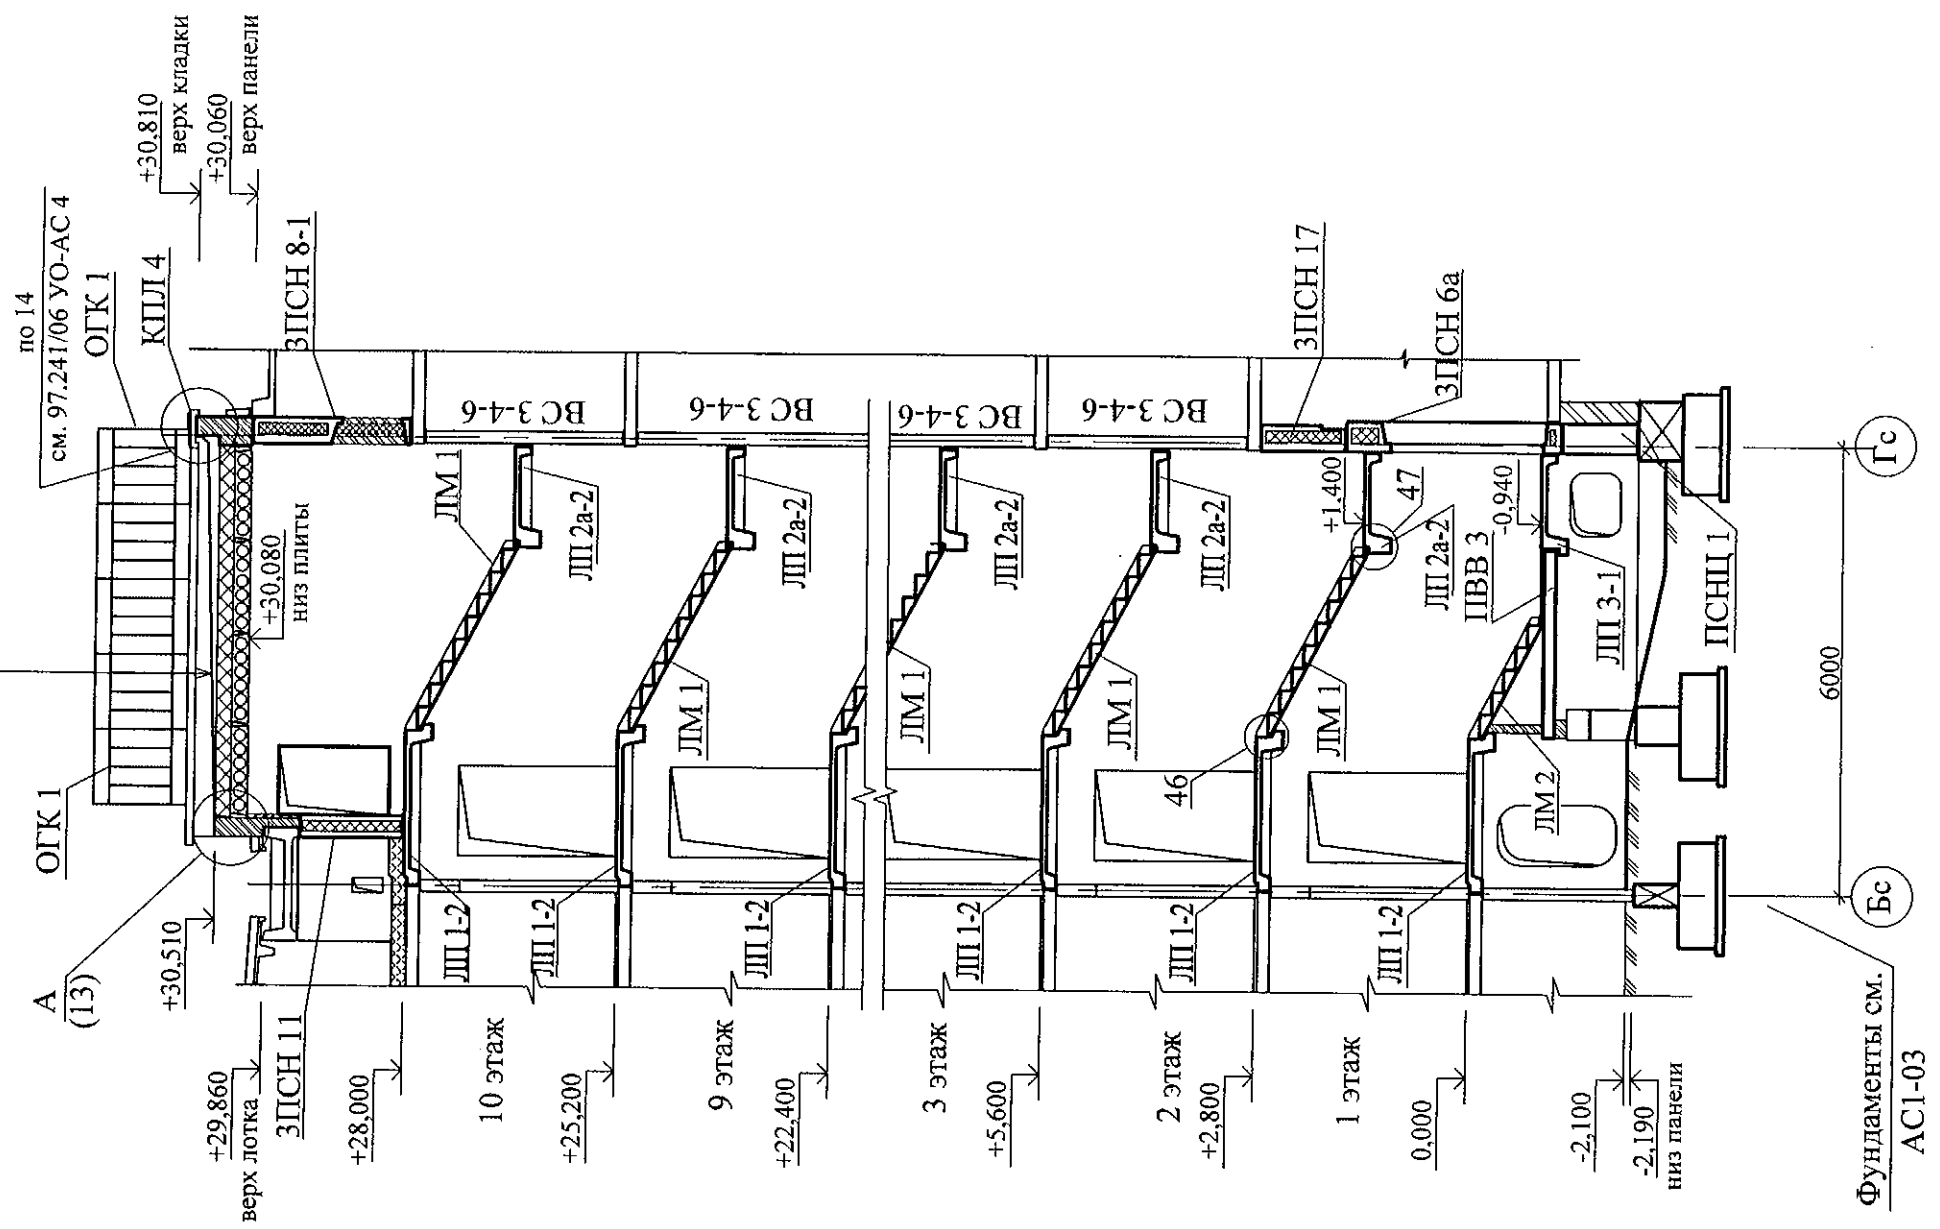 по 14
см. 97.241/06 УО-АС 4
ОГК 1
КПЛ 4
+30,810
верх кладки
+30,060
верх панели
3ПСН 8-1
ОГК 1
А
(13)
+30,510
+30,080
низ плиты
+29,860
верх лотка
3ПСН 11
+28,000
ВС 3-4-6
ЛМ 1
ЛП 2а-2
ЛП 1-2
10 этаж
+25,200
ВС 3-4-6
ЛП 2а-2
ЛМ 1
ЛП 1-2
9 этаж
+22,400
ВС 3-4-6
ЛП 2а-2
ЛМ 1
ЛП 1-2
3 этаж
+5,600
ВС 3-4-6
ЛП 2а-2
ЛМ 1
ЛП 1-2
2 этаж
+2,800
3ПСН 17
3ПСН 6а
+1.400
47
46
ЛП 2а-2
ЛМ 1
ЛП 1-2
1 этаж
0,000
ПВВ 3
-0,940
ЛМ 2
ЛП 1-2
ЛП 3-1
ПСНЦ 1
-2,100
-2,190
низ панели
6000
Гс
Бс
Фундаменты см.
АС1-03